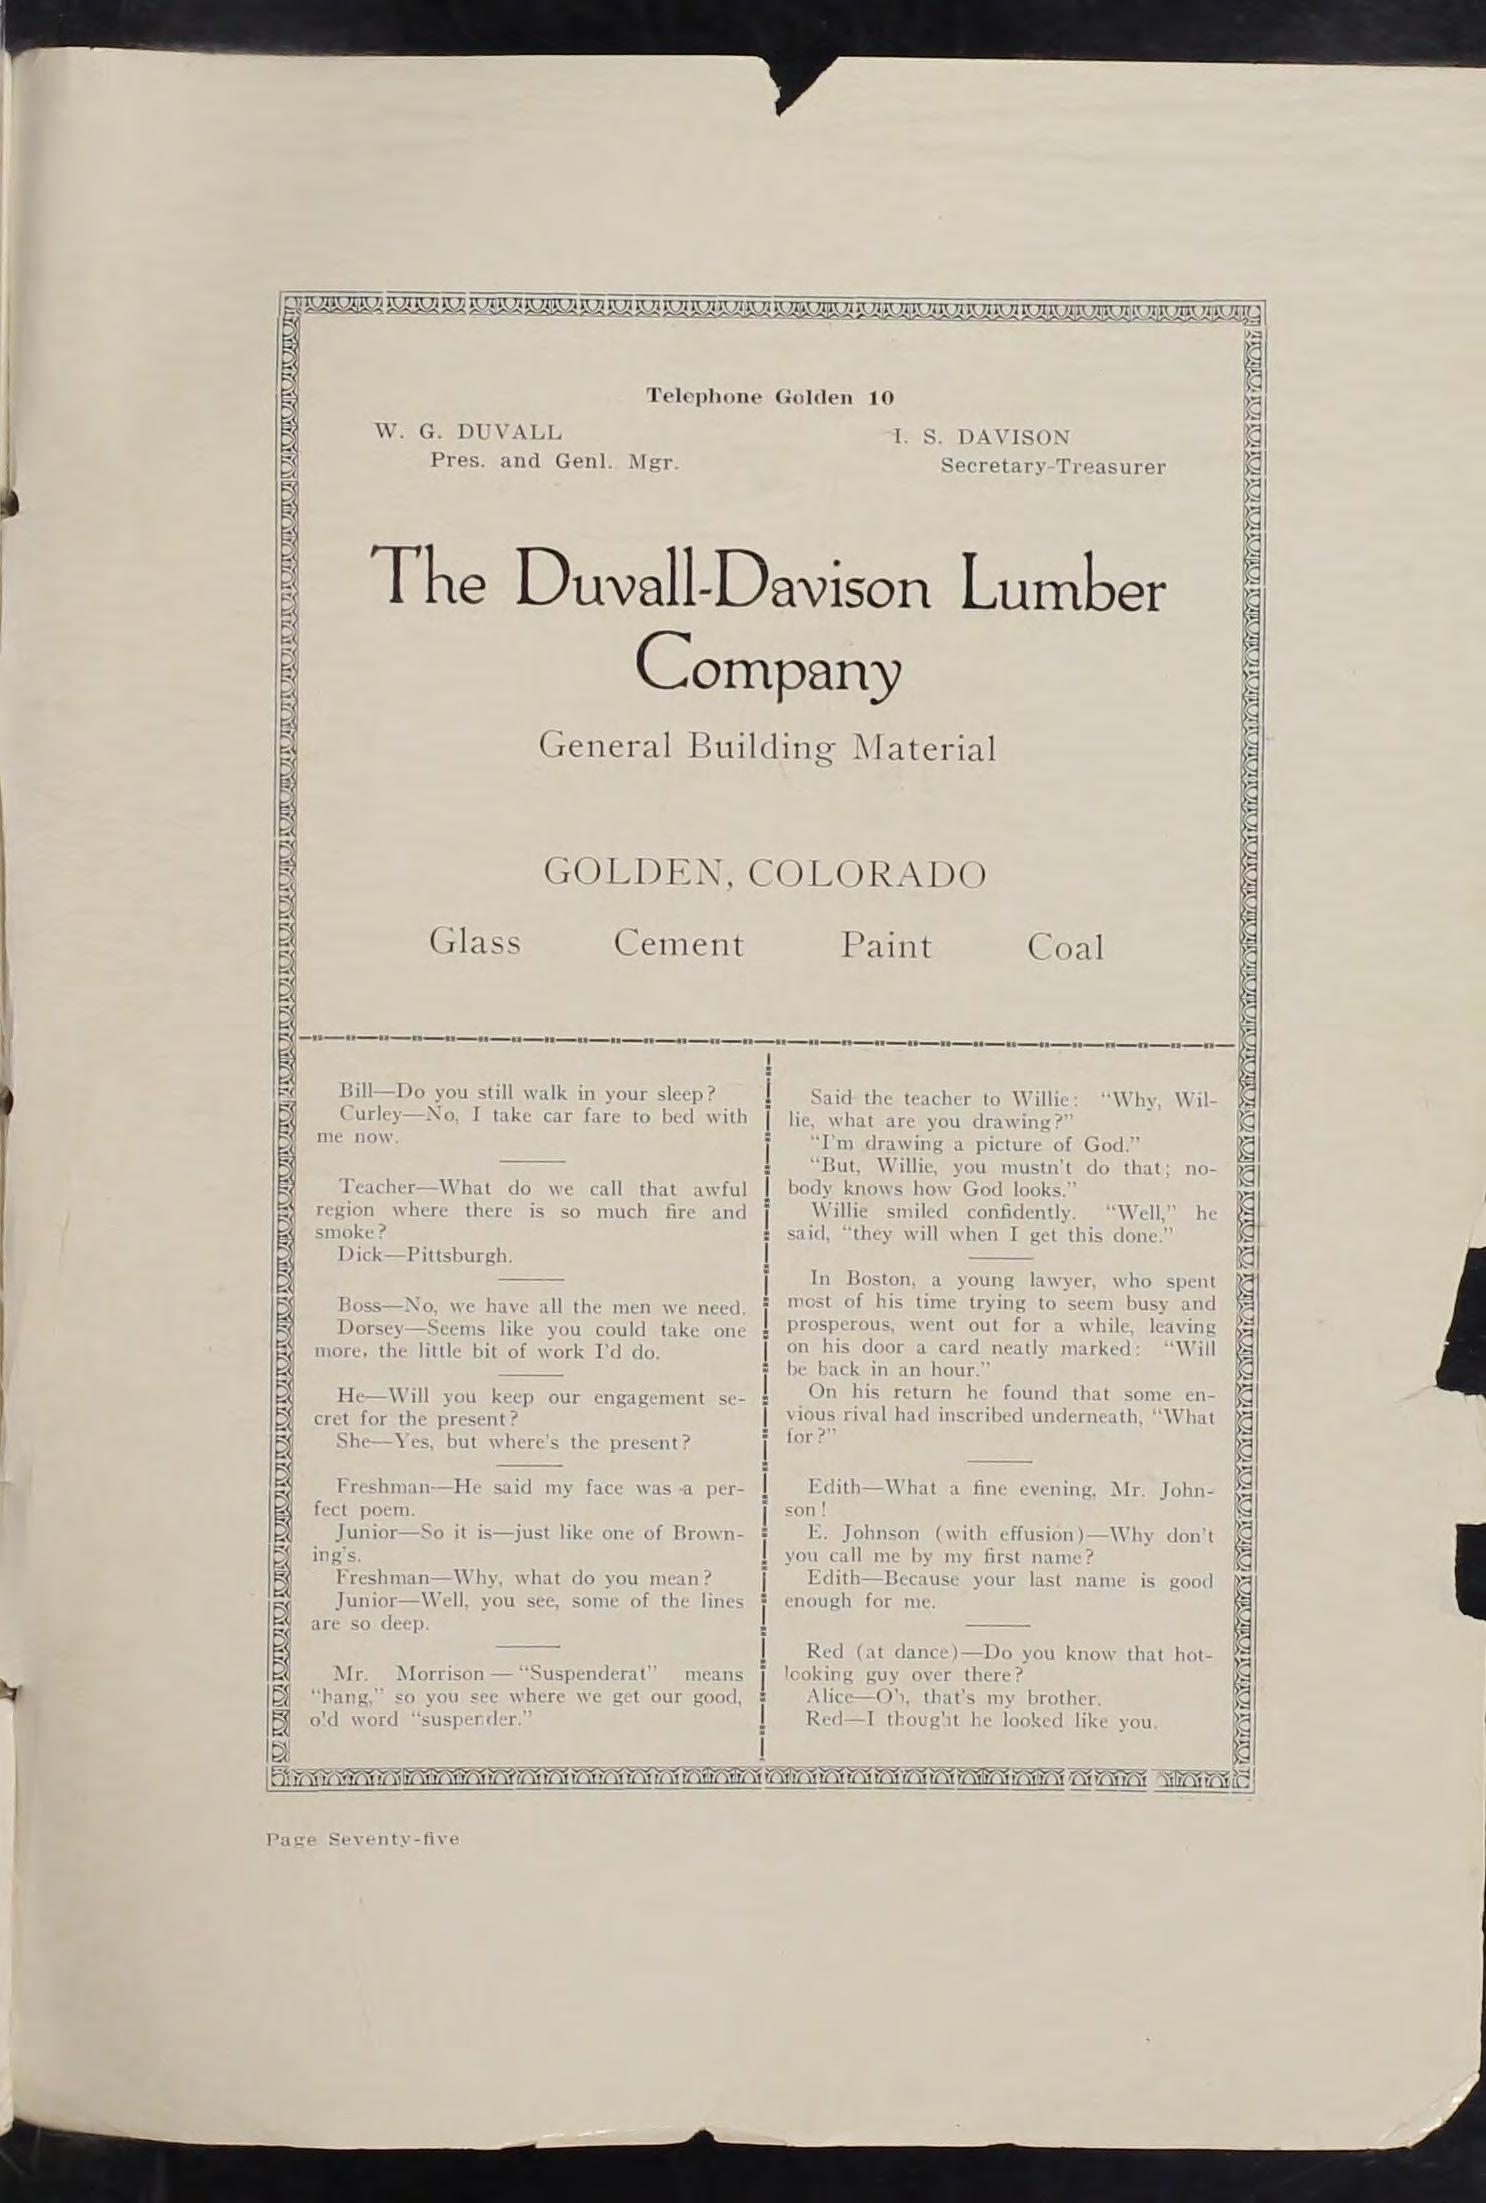 Telephone Golden 10
W. G. DUVALL
Pres. and Genl. Mgr.
I. S. DAVISON
Secretary-Treasurer
The Duvall-Davison Lumber
Company
General Building Material
GOLDEN, COLORADO
Glass Cement Paint Coal
Bill—Do you still walk in your sleep?
Curley—No, I take car fare to bed with
me now.
Teacher—What do we call that awful
region where there is so much fire and
smoke?
Dick—Pittsburgh.
Boss—No, we have all the men we need.
Dorsey—Seems like you could take one
more, the little bit of work I'd do.
He—Will you keep our engagement se-
cret for the present?
She—Yes, but where's the present?
Freshman—He said my face was a per-
fect poem.
Junior—So it is—just like one of Brown-
ing's.
Freshman—Why, what do you mean?
Junior—Well, you see, some of the lines
are so deep.
Mr. Morrison — "Suspenderat" means
"hang," so you see where we get our good,
old word "suspender."
Said the teacher to Willie: "Why, Wil-
lie, what are you drawing?"
"I'm drawing a picture of God."
"But, Willie, you mustn't do that; no-
body knows how God looks."
Willie smiled confidently. "Well," he
said, "they will when I get this done."
In Boston, a young lawyer, who spent
most of his time trying to seem busy and
prosperous, went out for a while, leaving
on his door a card neatly marked: "Will
be back in an hour."
On his return he found that some en-
vious rival had inscribed underneath, "What
for?"
Edith—What a fine evening, Mr. John-
son!
E. Johnson (with effusion)—Why don't
you call me by my first name?
Edith—Because your last name is good
enough for me.
Red (at dance)—Do you know that hot-
looking guy over there?
Alice—Oh, that's my brother.
Red—I thought he looked like you.
Page Seventy-five